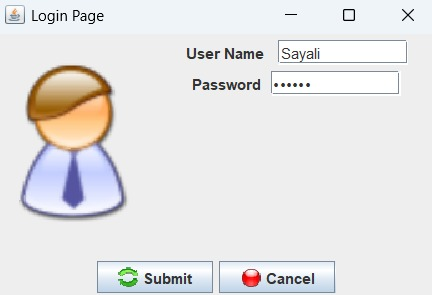 Login Page
User Name Sayali
Password ••••••
Submit Cancel